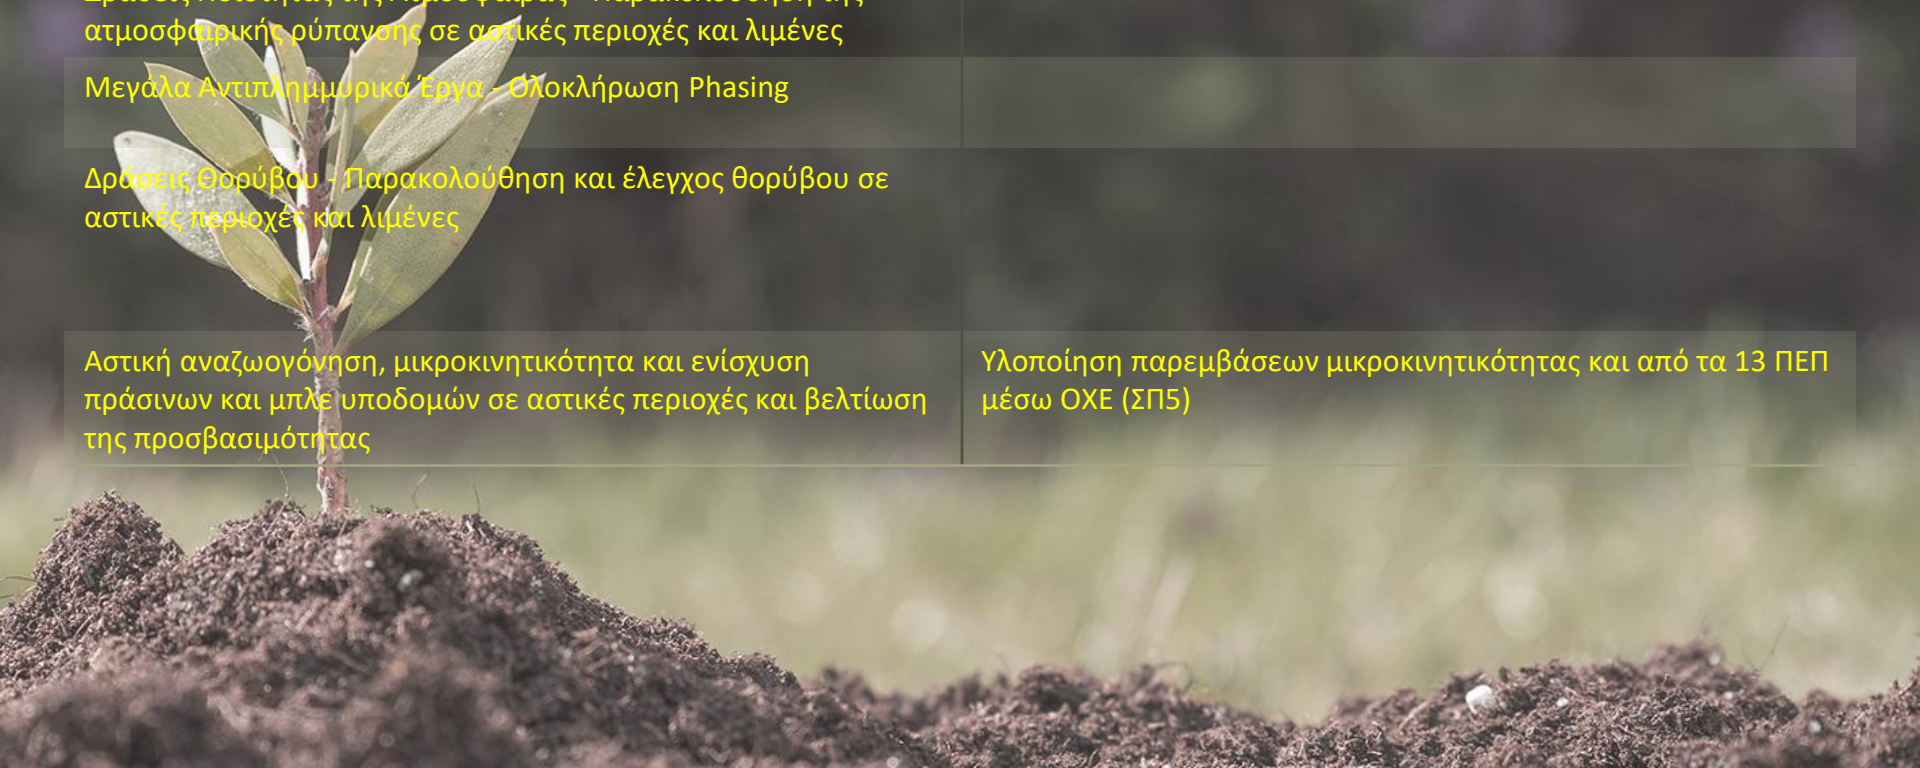 ατμοσφαιρικής ρύπανσης σε αστικές περιοχές και λιμένες
Μεγάλα Αντιπλημμυρικά Έργα - Ολοκλήρωση Phasing
Δράσεις Θορύβου - Παρακολούθηση και έλεγχος θορύβου σε
αστικές περιοχές και λιμένες
Αστική αναζωογόνηση, μικροκινητικότητα και ενίσχυση
πράσινων και μπλε υποδομών σε αστικές περιοχές και βελτίωση
της προσβασιμότητας
Υλοποίηση παρεμβάσεων μικροκινητικότητας και από τα 13 ΠΕΠ
μέσω ΟΧΕ (ΣΠ5)